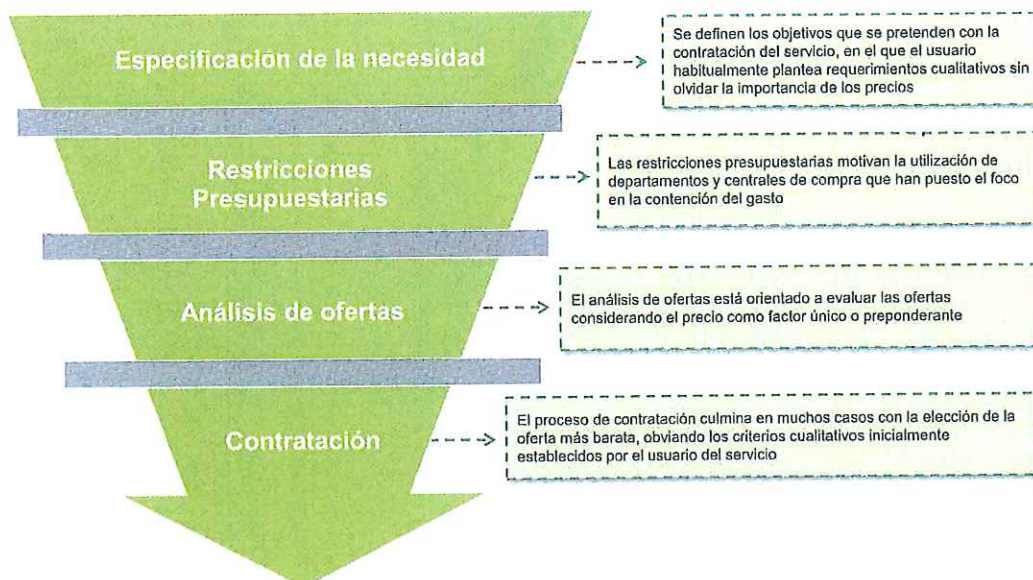 Especificación de la necesidad
Se definen los objetivos que se pretenden con la
contratación del servicio, en el que el usuario
habitualmente plantea requerimientos cualitativos sin
olvidar la importancia de los precios
Restricciones
Presupuestarias
Las restricciones presupuestarias motivan la utilización de
departamentos y centrales de compra que han puesto el foco
en la contención del gasto
Análisis de ofertas
El análisis de ofertas está orientado a evaluar las ofertas
considerando el precio como factor único o preponderante
Contratación
El proceso de contratación culmina en muchos casos con la elección de la
oferta más barata, obviando los criterios cualitativos inicialmente
establecidos por el usuario del servicio